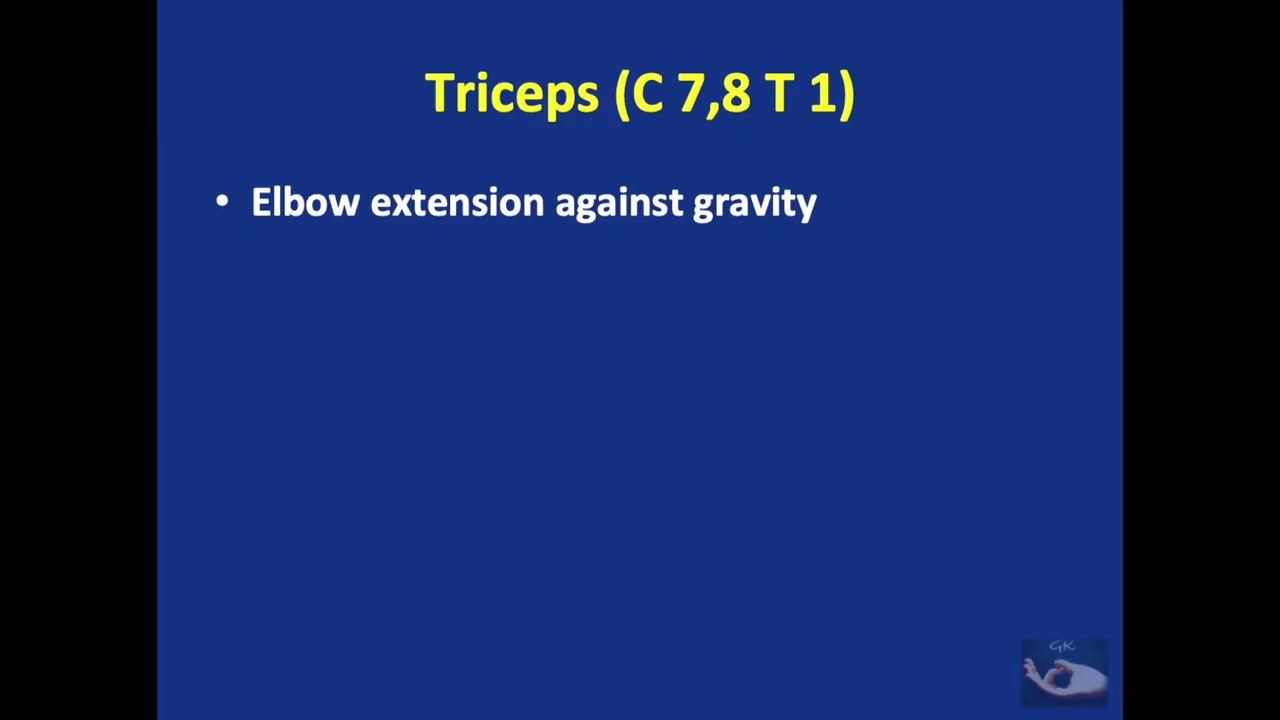 Triceps (C 7,8 T 1)
• Elbow extension against gravity
GK